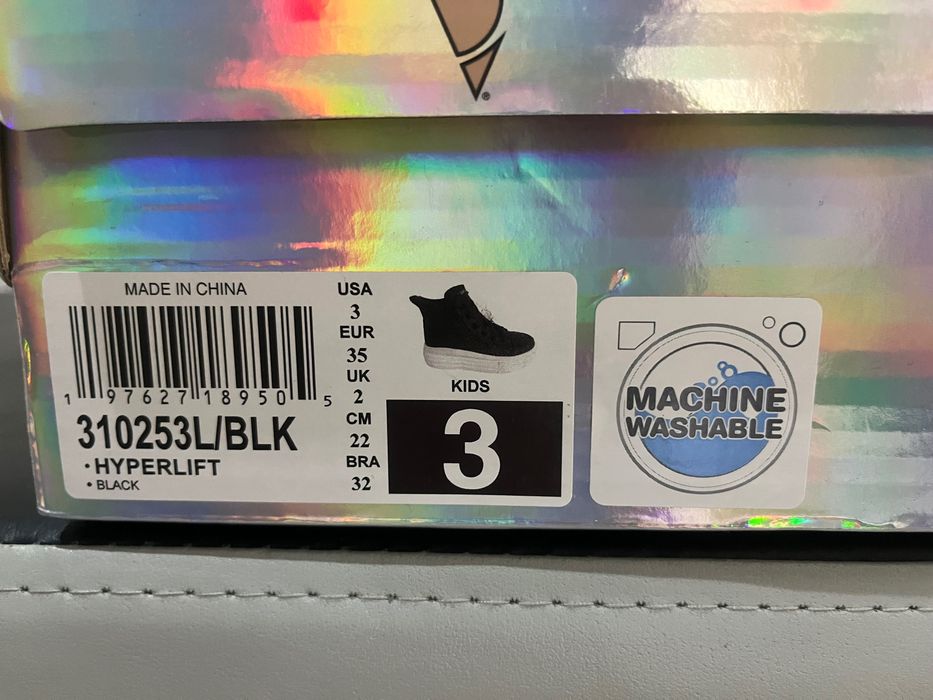 ®
MADE IN CHINA
1 97627 18950 5
310253L/BLK
• HYPERLIFT
• BLACK
USA
3
EUR
35
UK
2
CM
22
BRA
32
KIDS
3
MACHINE
WASHABLE